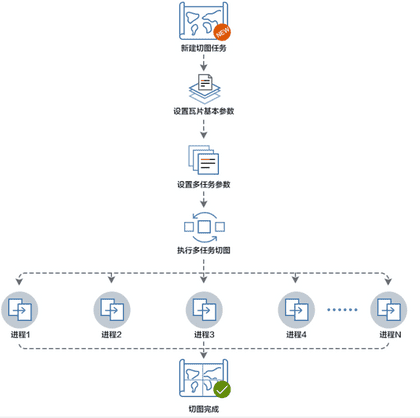 NEW
新建切图任务
设置瓦片基本参数
设置多任务参数
执行多任务切图
进程1
进程2
进程3
进程4
进程N
切图完成